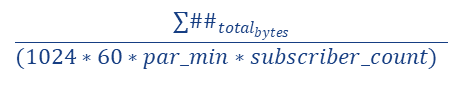 ∑##total_bytes
(1024 * 60 * par_min * subscriber_count)